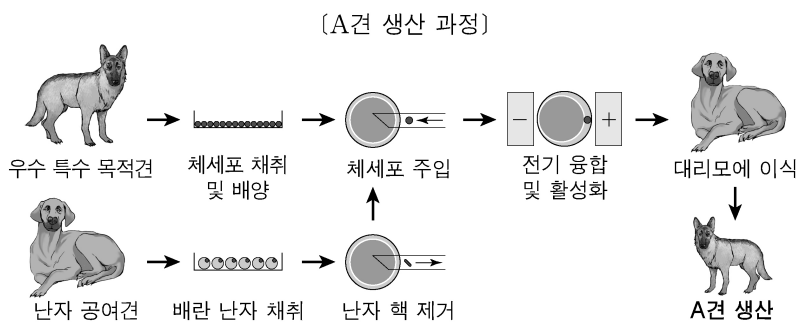 〔A견 생산 과정〕
우수 특수 목적견
체세포 채취
및 배양
체세포 주입
− +
전기 융합
및 활성화
대리모에 이식
난자 공여견
배란 난자 채취
난자 핵 제거
A견 생산